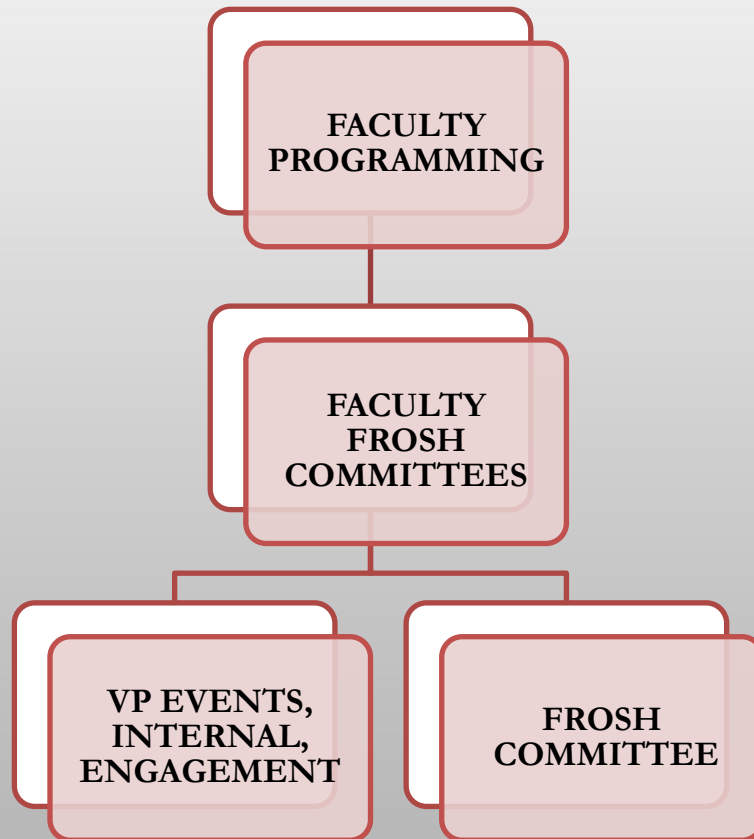 FACULTY
PROGRAMMING
FACULTY
FROSH
COMMITTEES
VP EVENTS,
INTERNAL,
ENGAGEMENT
FROSH
COMMITTEE